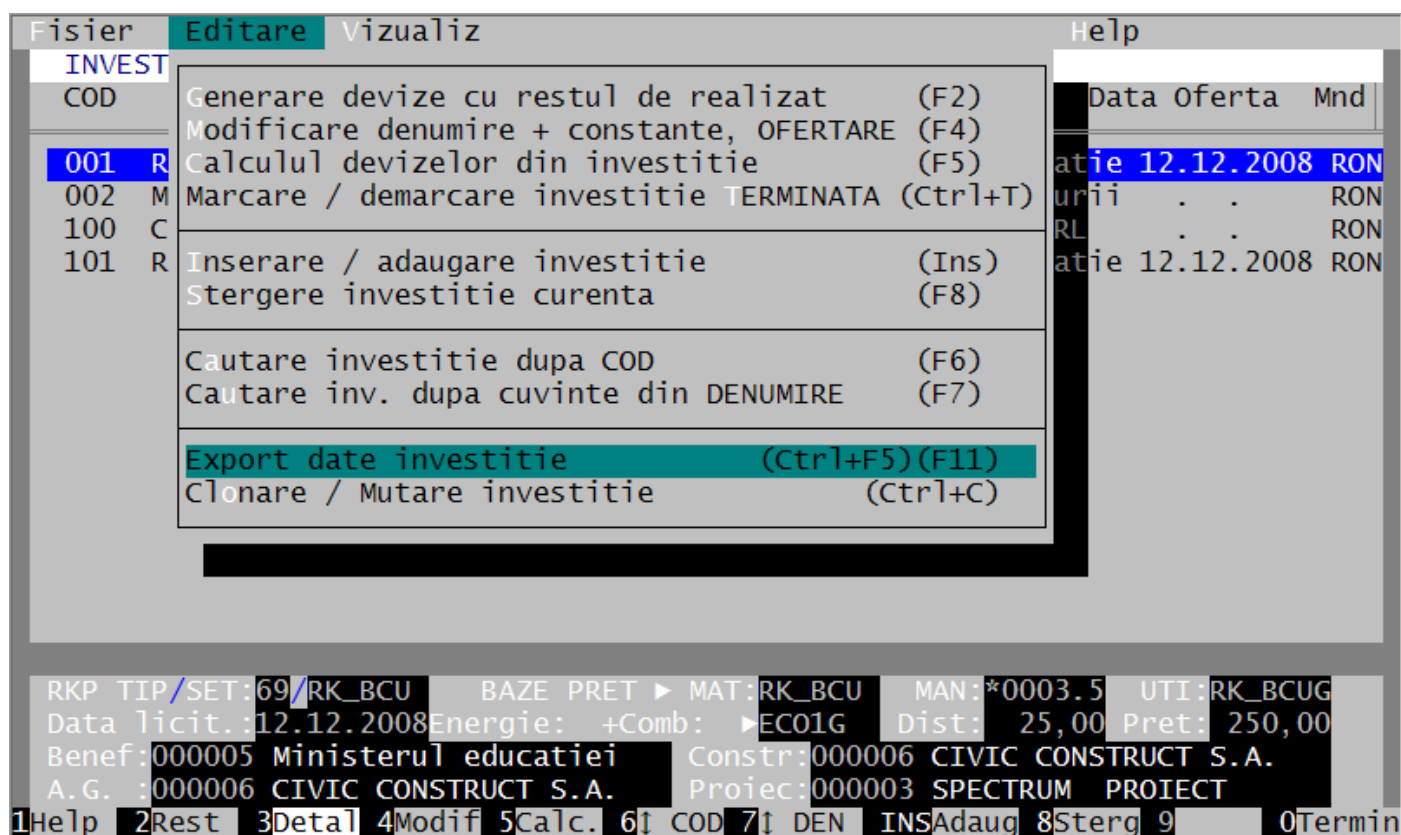 Fisier Editare Vizualiz Help
INVEST
COD Data Oferta Mnd
Generare devize cu restul de realizat (F2)
Modificare denumire + constante, OFERTARE (F4)
001 R Calculul devizelor din investitie (F5) atie 12.12.2008 RON
002 M Marcare / demarcare investitie TERMINATA (Ctrl+T) urii . . RON
100 C RL . . RON
101 R Inserare / adaugare investitie (Ins) atie 12.12.2008 RON
Stergere investitie curenta (F8)
Cautare investitie dupa COD (F6)
Cautare inv. dupa cuvinte din DENUMIRE (F7)
Export date investitie (Ctrl+F5)(F11)
Clonare / Mutare investitie (Ctrl+C)
RKP TIP/SET:69/RK_BCU BAZE PRET ► MAT:RK_BCU MAN:*0003.5 UTI:RK_BCUG
Data licit.:12.12.2008Energie: +Comb: ►ECO1G Dist: 25,00 Pret: 250,00
Benef:000005 Ministerul educatiei Constr:000006 CIVIC CONSTRUCT S.A.
A.G. :000006 CIVIC CONSTRUCT S.A. Proiec:000003 SPECTRUM PROIECT
1Help 2Rest 3Detal 4Modif 5Calc. 6↕ COD 7↕ DEN INSAdaug 8Sterg 9 0Termin